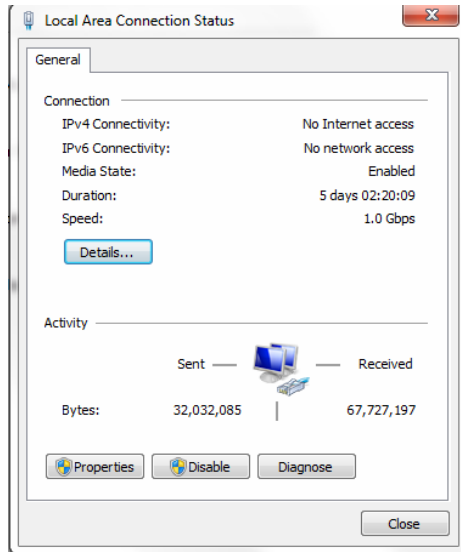 Local Area Connection Status
General
Connection
IPv4 Connectivity: No Internet access
IPv6 Connectivity: No network access
Media State: Enabled
Duration: 5 days 02:20:09
Speed: 1.0 Gbps
Details...
Activity
Sent Received
Bytes: 32,032,085 67,727,197
Properties Disable Diagnose
Close